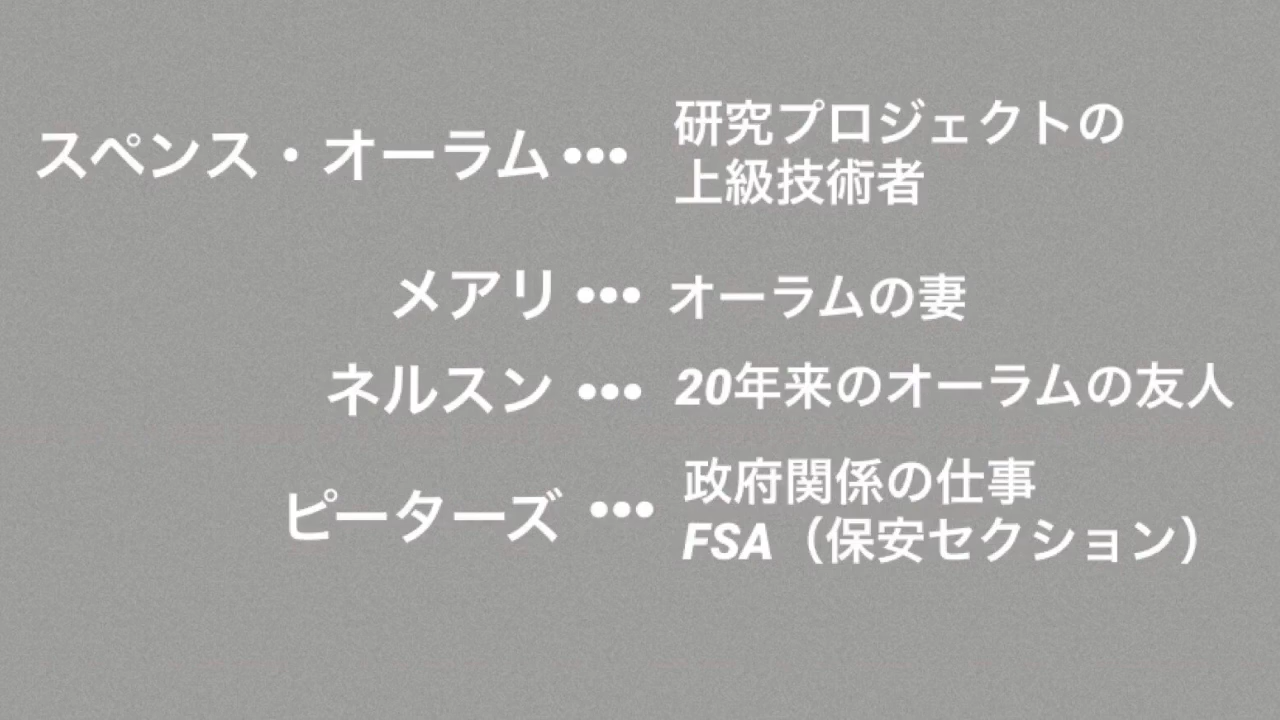 スペンス・オーラム••• 研究プロジェクトの
上級技術者
メアリ ••• オーラムの妻
ネルスン ••• 20年来のオーラムの友人
ピーターズ ••• 政府関係の仕事
FSA（保安セクション）